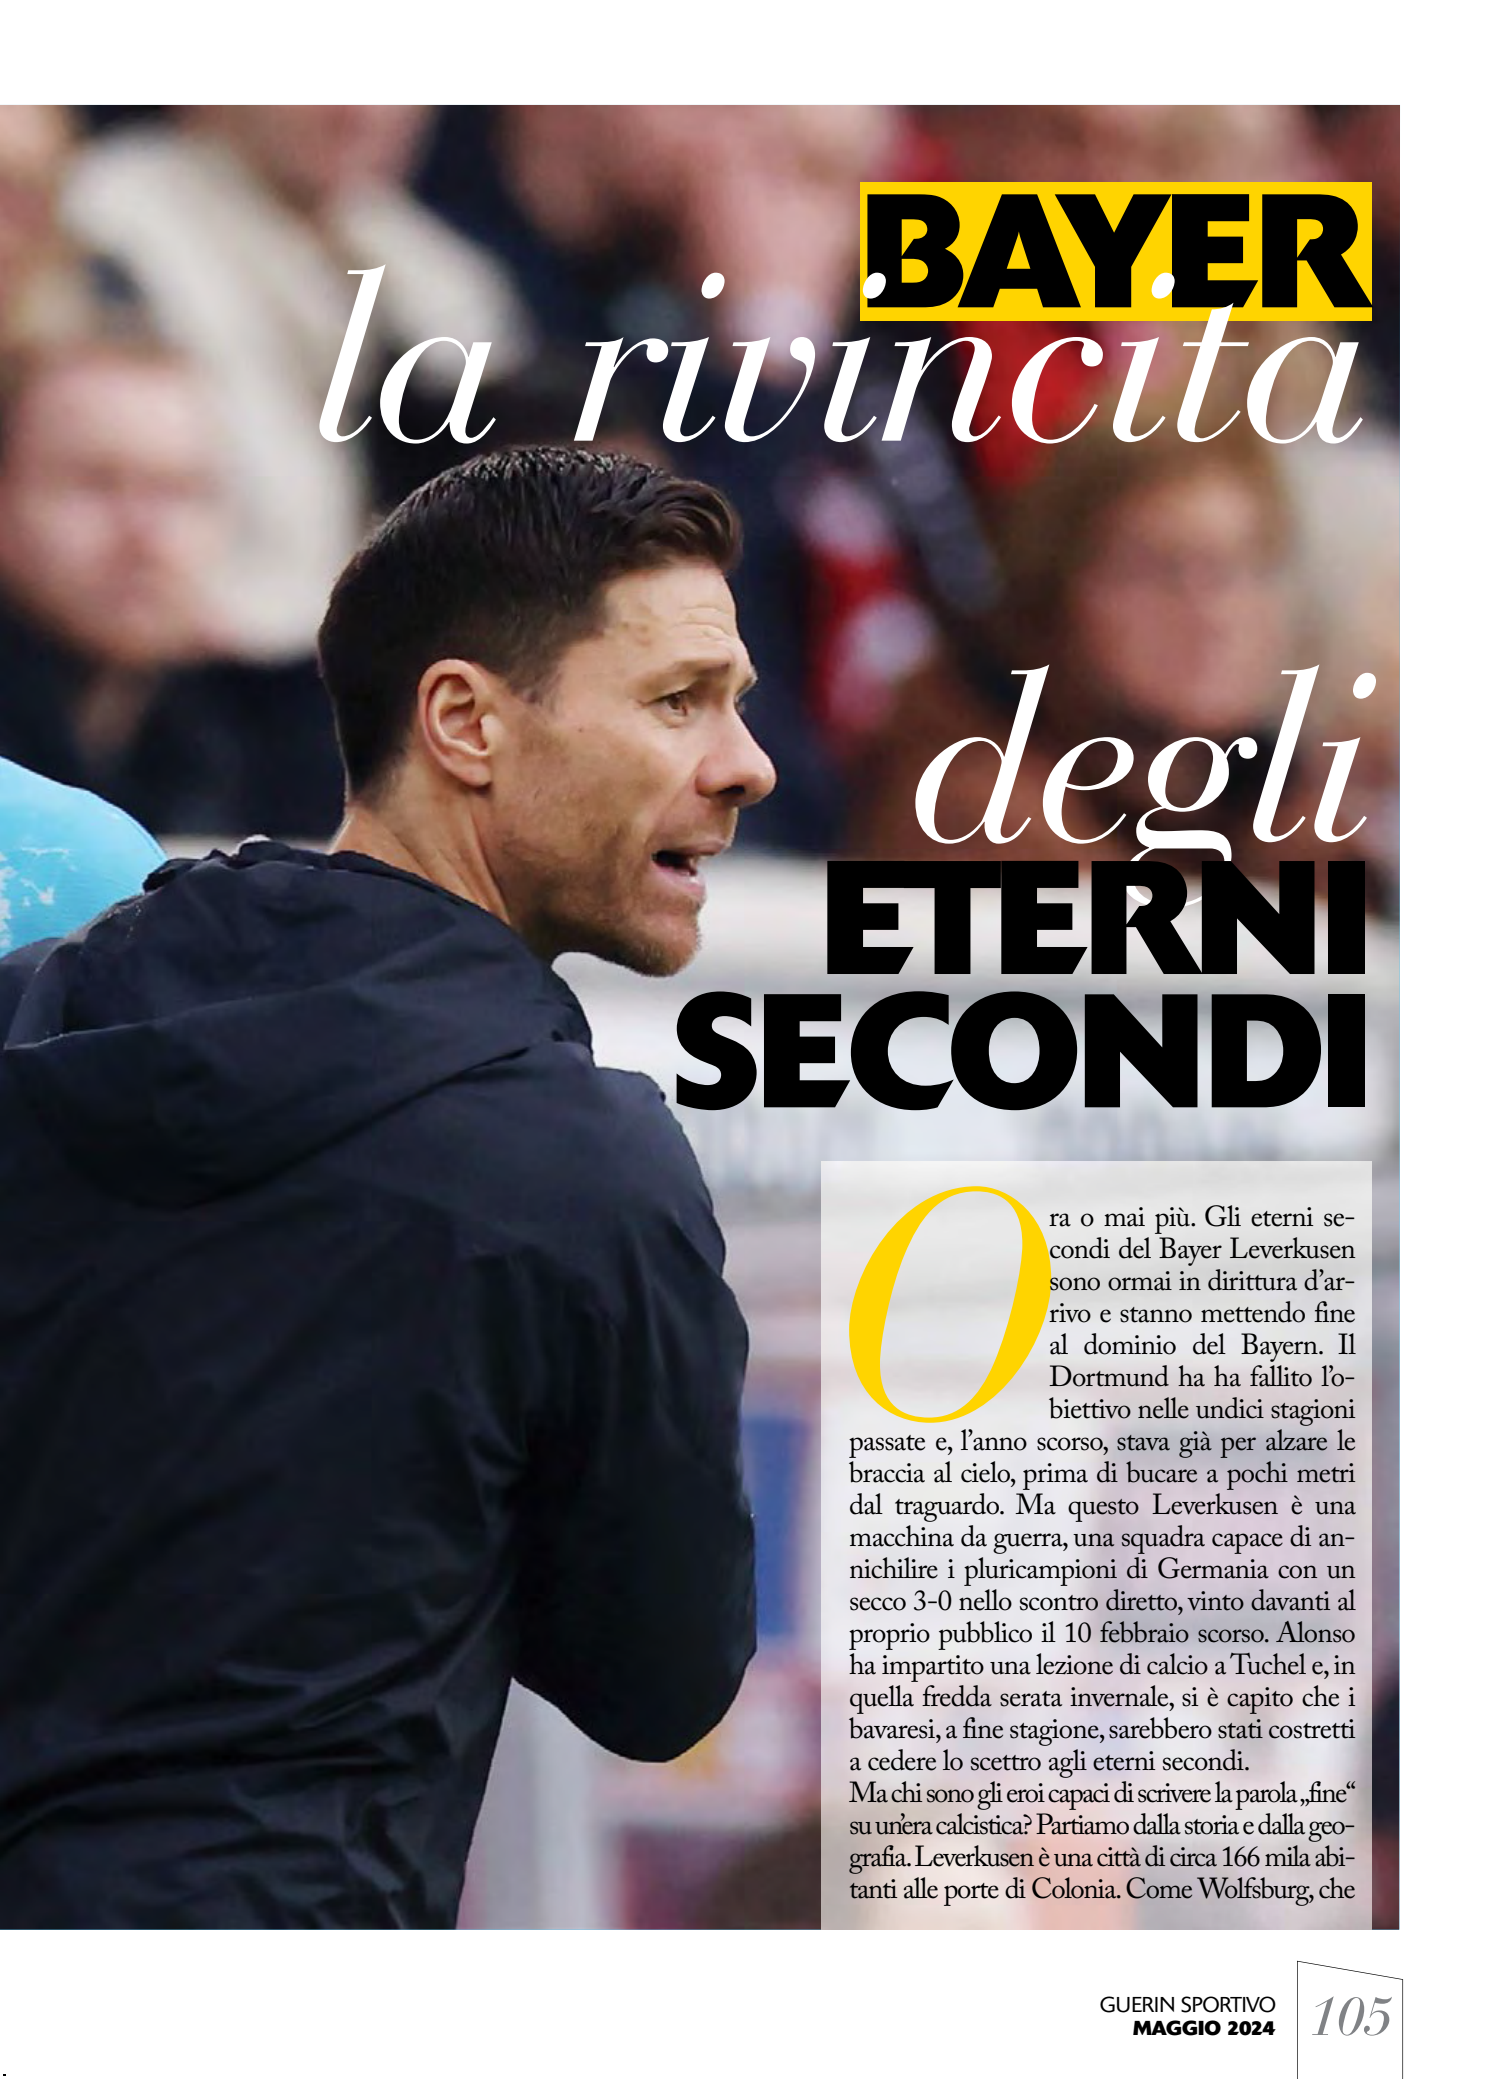 BAYER
la rivincita
degli
ETERNI
SECONDI
Ora o mai più. Gli eterni se-
condi del Bayer Leverkusen
sono ormai in dirittura d’ar-
rivo e stanno mettendo fine
al dominio del Bayern. Il
Dortmund ha ha fallito l’o-
biettivo nelle undici stagioni
passate e, l’anno scorso, stava già per alzare le
braccia al cielo, prima di bucare a pochi metri
dal traguardo. Ma questo Leverkusen è una
macchina da guerra, una squadra capace di an-
nichilire i pluricampioni di Germania con un
secco 3-0 nello scontro diretto, vinto davanti al
proprio pubblico il 10 febbraio scorso. Alonso
ha impartito una lezione di calcio a Tuchel e, in
quella fredda serata invernale, si è capito che i
bavaresi, a fine stagione, sarebbero stati costretti
a cedere lo scettro agli eterni secondi.
Ma chi sono gli eroi capaci di scrivere la parola „fine“
su un’era calcistica? Partiamo dalla storia e dalla geo-
grafia. Leverkusen è una città di circa 166 mila abi-
tanti alle porte di Colonia. Come Wolfsburg, che
GUERIN SPORTIVO
MAGGIO 2024
105